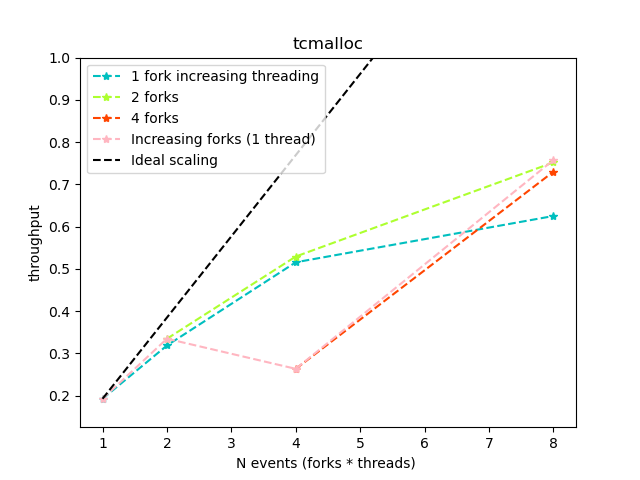 tcmalloc
1 fork increasing threading
2 forks
4 forks
Increasing forks (1 thread)
Ideal scaling
throughput
1.0
0.9
0.8
0.7
0.6
0.5
0.4
0.3
0.2
1 2 3 4 5 6 7 8
N events (forks * threads)